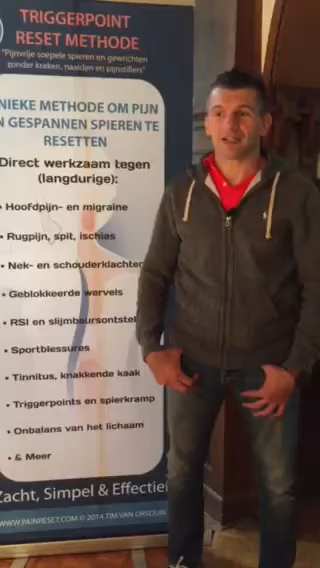 TRIGGERPOINT
RESET METHODE
"Pijnvrije soepele spieren en gewrichten
zonder kraken, naalden en pijnstillers"
NIEKE METHODE OM PIJN
N GESPANNEN SPIEREN TE
RESETTEN
Direct werkzaam tegen
(langdurige):
• Hoofdpijn- en migraine
• Rugpijn, spit, ischias
• Nek- en schouderklachten
• Geblokkeerde wervels
• RSI en slijmbeursontstel
• Sportblessures
• Tinnitus, knakkende kaak
• Triggerpoints en spierkramp
• Onbalans van het lichaam
• & Meer
Zacht, Simpel & Effectief
WWW.PAINRESET.COM © 2014 TIM VAN ORSOUW